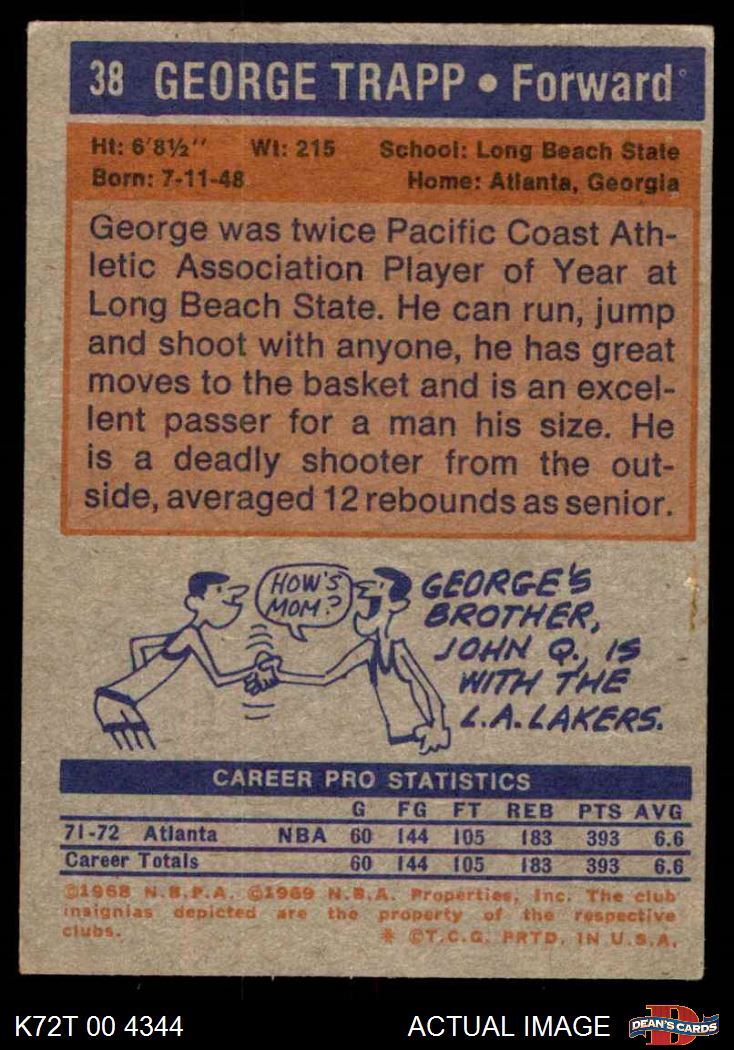 38 GEORGE TRAPP • Forward
Ht: 6'8½" Wt: 215 School: Long Beach State
Born: 7-11-48 Home: Atlanta, Georgia
George was twice Pacific Coast Ath-
letic Association Player of Year at
Long Beach State. He can run, jump
and shoot with anyone, he has great
moves to the basket and is an excel-
lent passer for a man his size. He
is a deadly shooter from the out-
side, averaged 12 rebounds as senior.
HOW'S
MOM?
GEORGE'S
BROTHER,
JOHN Q., IS
WITH THE
L.A. LAKERS.
CAREER PRO STATISTICS
G FG FT REB PTS AVG
71-72 Atlanta NBA 60 144 105 183 393 6.6
Career Totals 60 144 105 183 393 6.6
©1968 N.B.P.A. ©1969 N.B.A. Properties, Inc. The club
insignias depicted are the property of the respective
clubs. * ©T.C.G. PRTD. IN U.S.A.
K72T 00 4344 ACTUAL IMAGE
D
DEAN'S CARDS